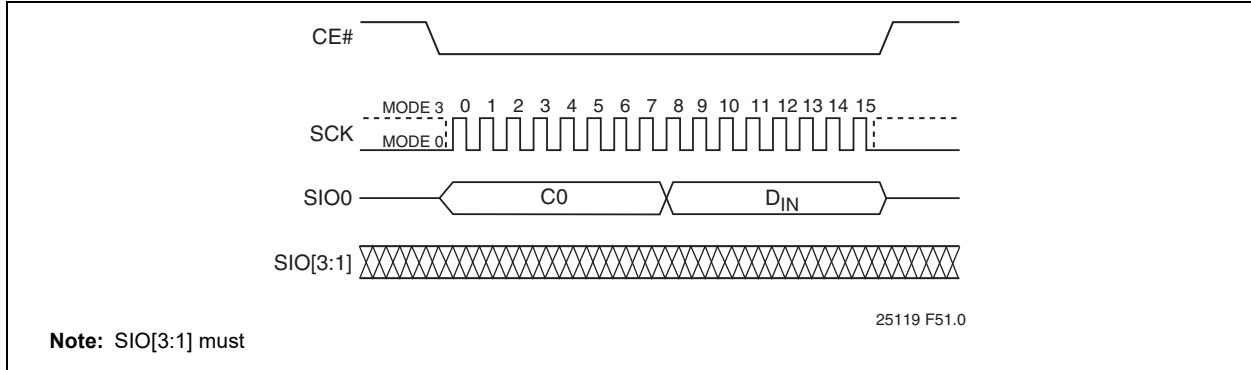 CE#
MODE 3 0 1 2 3 4 5 6 7 8 9 10 11 12 13 14 15
SCK
MODE 0
SIO0 C0 DIN
SIO[3:1]
25119 F51.0
Note: SIO[3:1] must